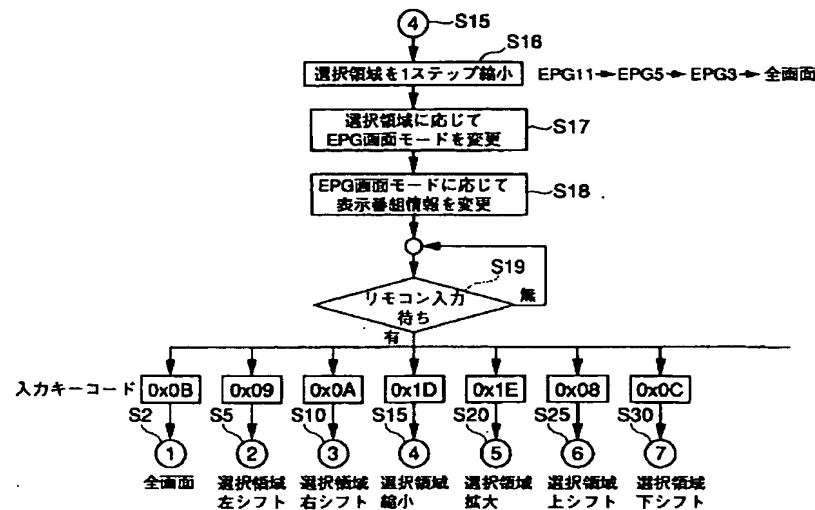 4 S15
S16
選択領域を1ステップ縮小 EPG11→EPG5→EPG3→全画面
選択領域に応じて
EPG画面モードを変更
S17
EPG画面モードに応じて
表示番組情報を変更
S18
S19
リモコン入力
待ち
無
有
入力キーコード 0x0B 0x09 0x0A 0x1D 0x1E 0x08 0x0C
S2 S5 S10 S15 S20 S25 S30
1 2 3 4 5 6 7
全画面 選択領域 選択領域 選択領域 選択領域 選択領域 選択領域
左シフト 右シフト 縮小 拡大 上シフト 下シフト